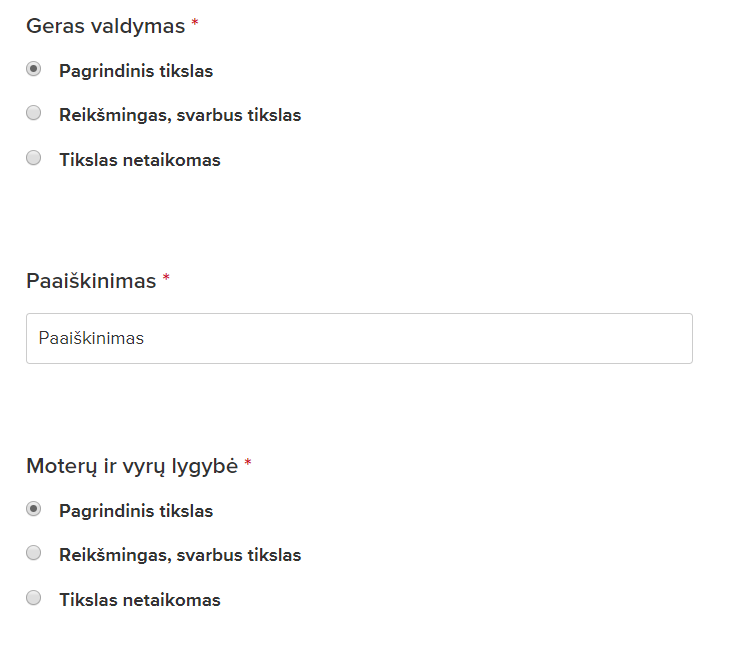 Geras valdymas *
Pagrindinis tikslas
Reikšmingas, svarbus tikslas
Tikslas netaikomas
Paaiškinimas *
Paaiškinimas
Moterų ir vyrų lygybė *
Pagrindinis tikslas
Reikšmingas, svarbus tikslas
Tikslas netaikomas